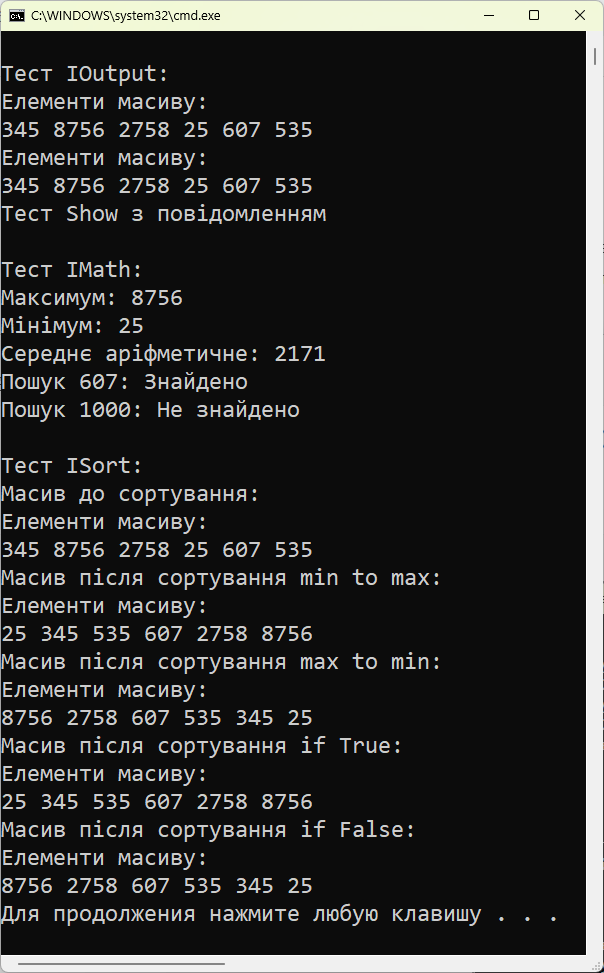 C:\WINDOWS\system32\cmd.exe
Тест IOutput:
Елементи масиву:
345 8756 2758 25 607 535
Елементи масиву:
345 8756 2758 25 607 535
Тест Show з повідомленням
Тест IMath:
Максимум: 8756
Мінімум: 25
Середнє аріфметичне: 2171
Пошук 607: Знайдено
Пошук 1000: Не знайдено
Тест ISort:
Масив до сортування:
Елементи масиву:
345 8756 2758 25 607 535
Масив після сортування min to max:
Елементи масиву:
25 345 535 607 2758 8756
Масив після сортування max to min:
Елементи масиву:
8756 2758 607 535 345 25
Масив після сортування if True:
Елементи масиву:
25 345 535 607 2758 8756
Масив після сортування if False:
Елементи масиву:
8756 2758 607 535 345 25
Для продолжения нажмите любую клавишу . . .